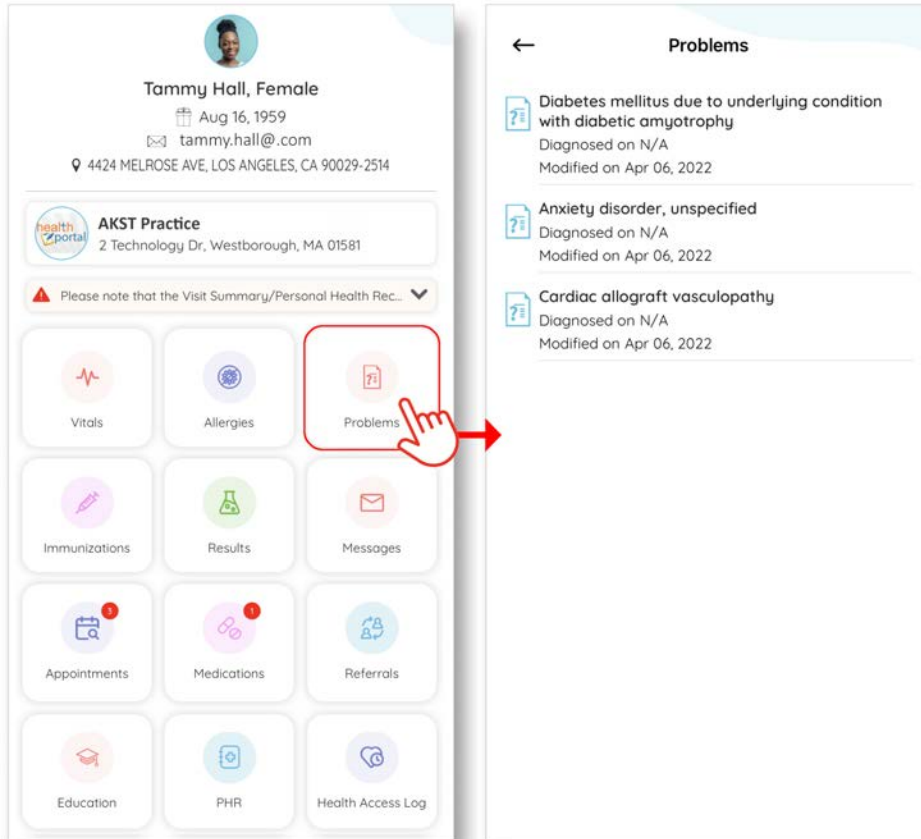 Tammy Hall, Female
Aug 16, 1959
tammy.hall@.com
4424 MELROSE AVE, LOS ANGELES, CA 90029-2514
health
portal
AKST Practice
2 Technology Dr, Westborough, MA 01581
Please note that the Visit Summary/Personal Health Rec...
Vitals
Allergies
Problems
Immunizations
Results
Messages
3
1
Appointments
Medications
Referrals
Education
PHR
Health Access Log
Problems
Diabetes mellitus due to underlying condition
with diabetic amyotrophy
Diagnosed on N/A
Modified on Apr 06, 2022
Anxiety disorder, unspecified
Diagnosed on N/A
Modified on Apr 06, 2022
Cardiac allograft vasculopathy
Diagnosed on N/A
Modified on Apr 06, 2022